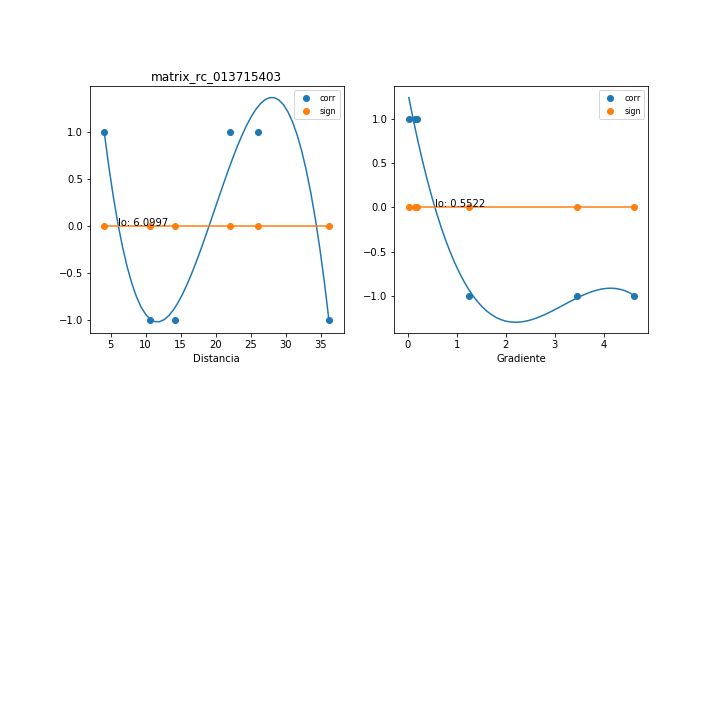 matrix_rc_013715403
corr
sign
1.0
0.5
0.0
−0.5
−1.0
lo: 6.0997
5 10 15 20 25 30 35
Distancia
corr
sign
1.0
0.5
0.0
−0.5
−1.0
lo: 0.5522
0 1 2 3 4
Gradiente